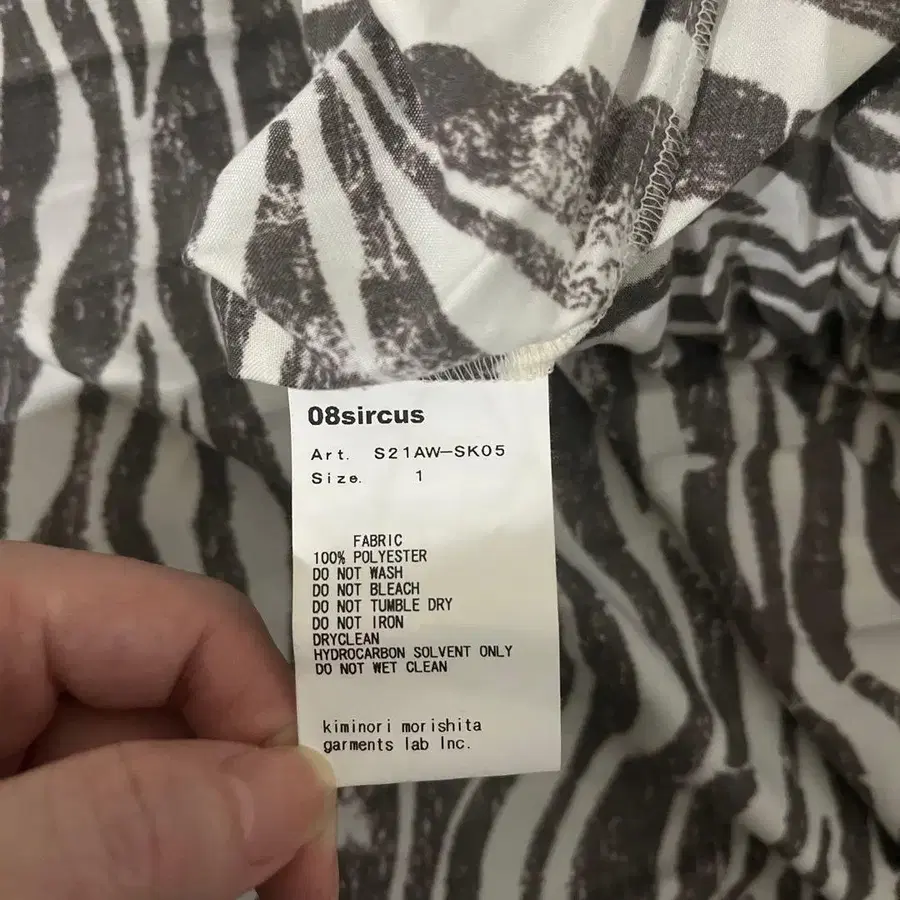 08sircus
Art. S21AW-SK05
Size. 1
FABRIC
100% POLYESTER
DO NOT WASH
DO NOT BLEACH
DO NOT TUMBLE DRY
DO NOT IRON
DRYCLEAN
HYDROCARBON SOLVENT ONLY
DO NOT WET CLEAN
kiminori morishita
garments lab Inc.